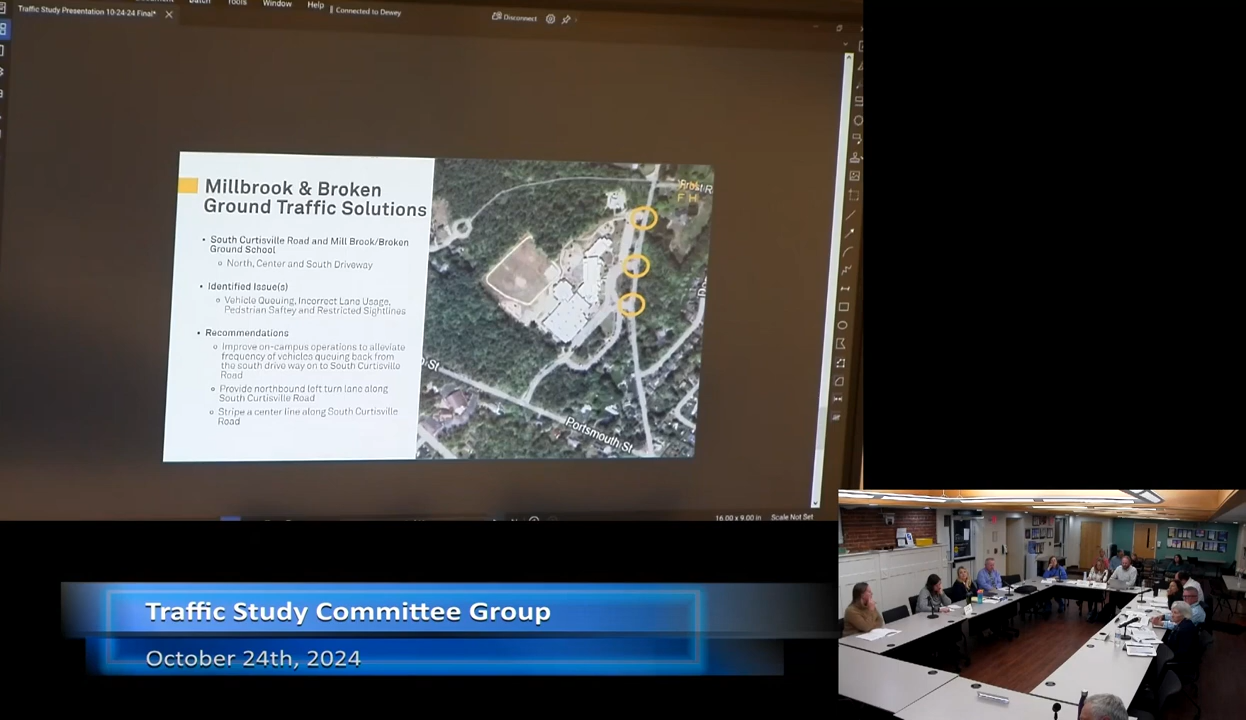 Tools
Window
Help
Connected to Dewey
Disconnect
Traffic Study Presentation 10-24-24 Final*
Millbrook & Broken
Ground Traffic Solutions
South Curtisville Road and Mill Brook/Broken
Ground School
North, Center and South Driveway
Identified Issue(s)
Vehicle Queuing, Incorrect Lane Usage,
Pedstrian Saftey and Restricted Sightlines
Recommendations
Improve on-campus operations to alleviate
frequency of vehicles queuing back from
the south drive way on to South Curtisville
Road
Provide northbound left turn lane along
South Curtisville Road
Stripe a center line along South Curtisville
Road
F H
St
Portsmouth St
16.00 x 9.00 in
Scale Not Set
Traffic Study Committee Group
October 24th, 2024